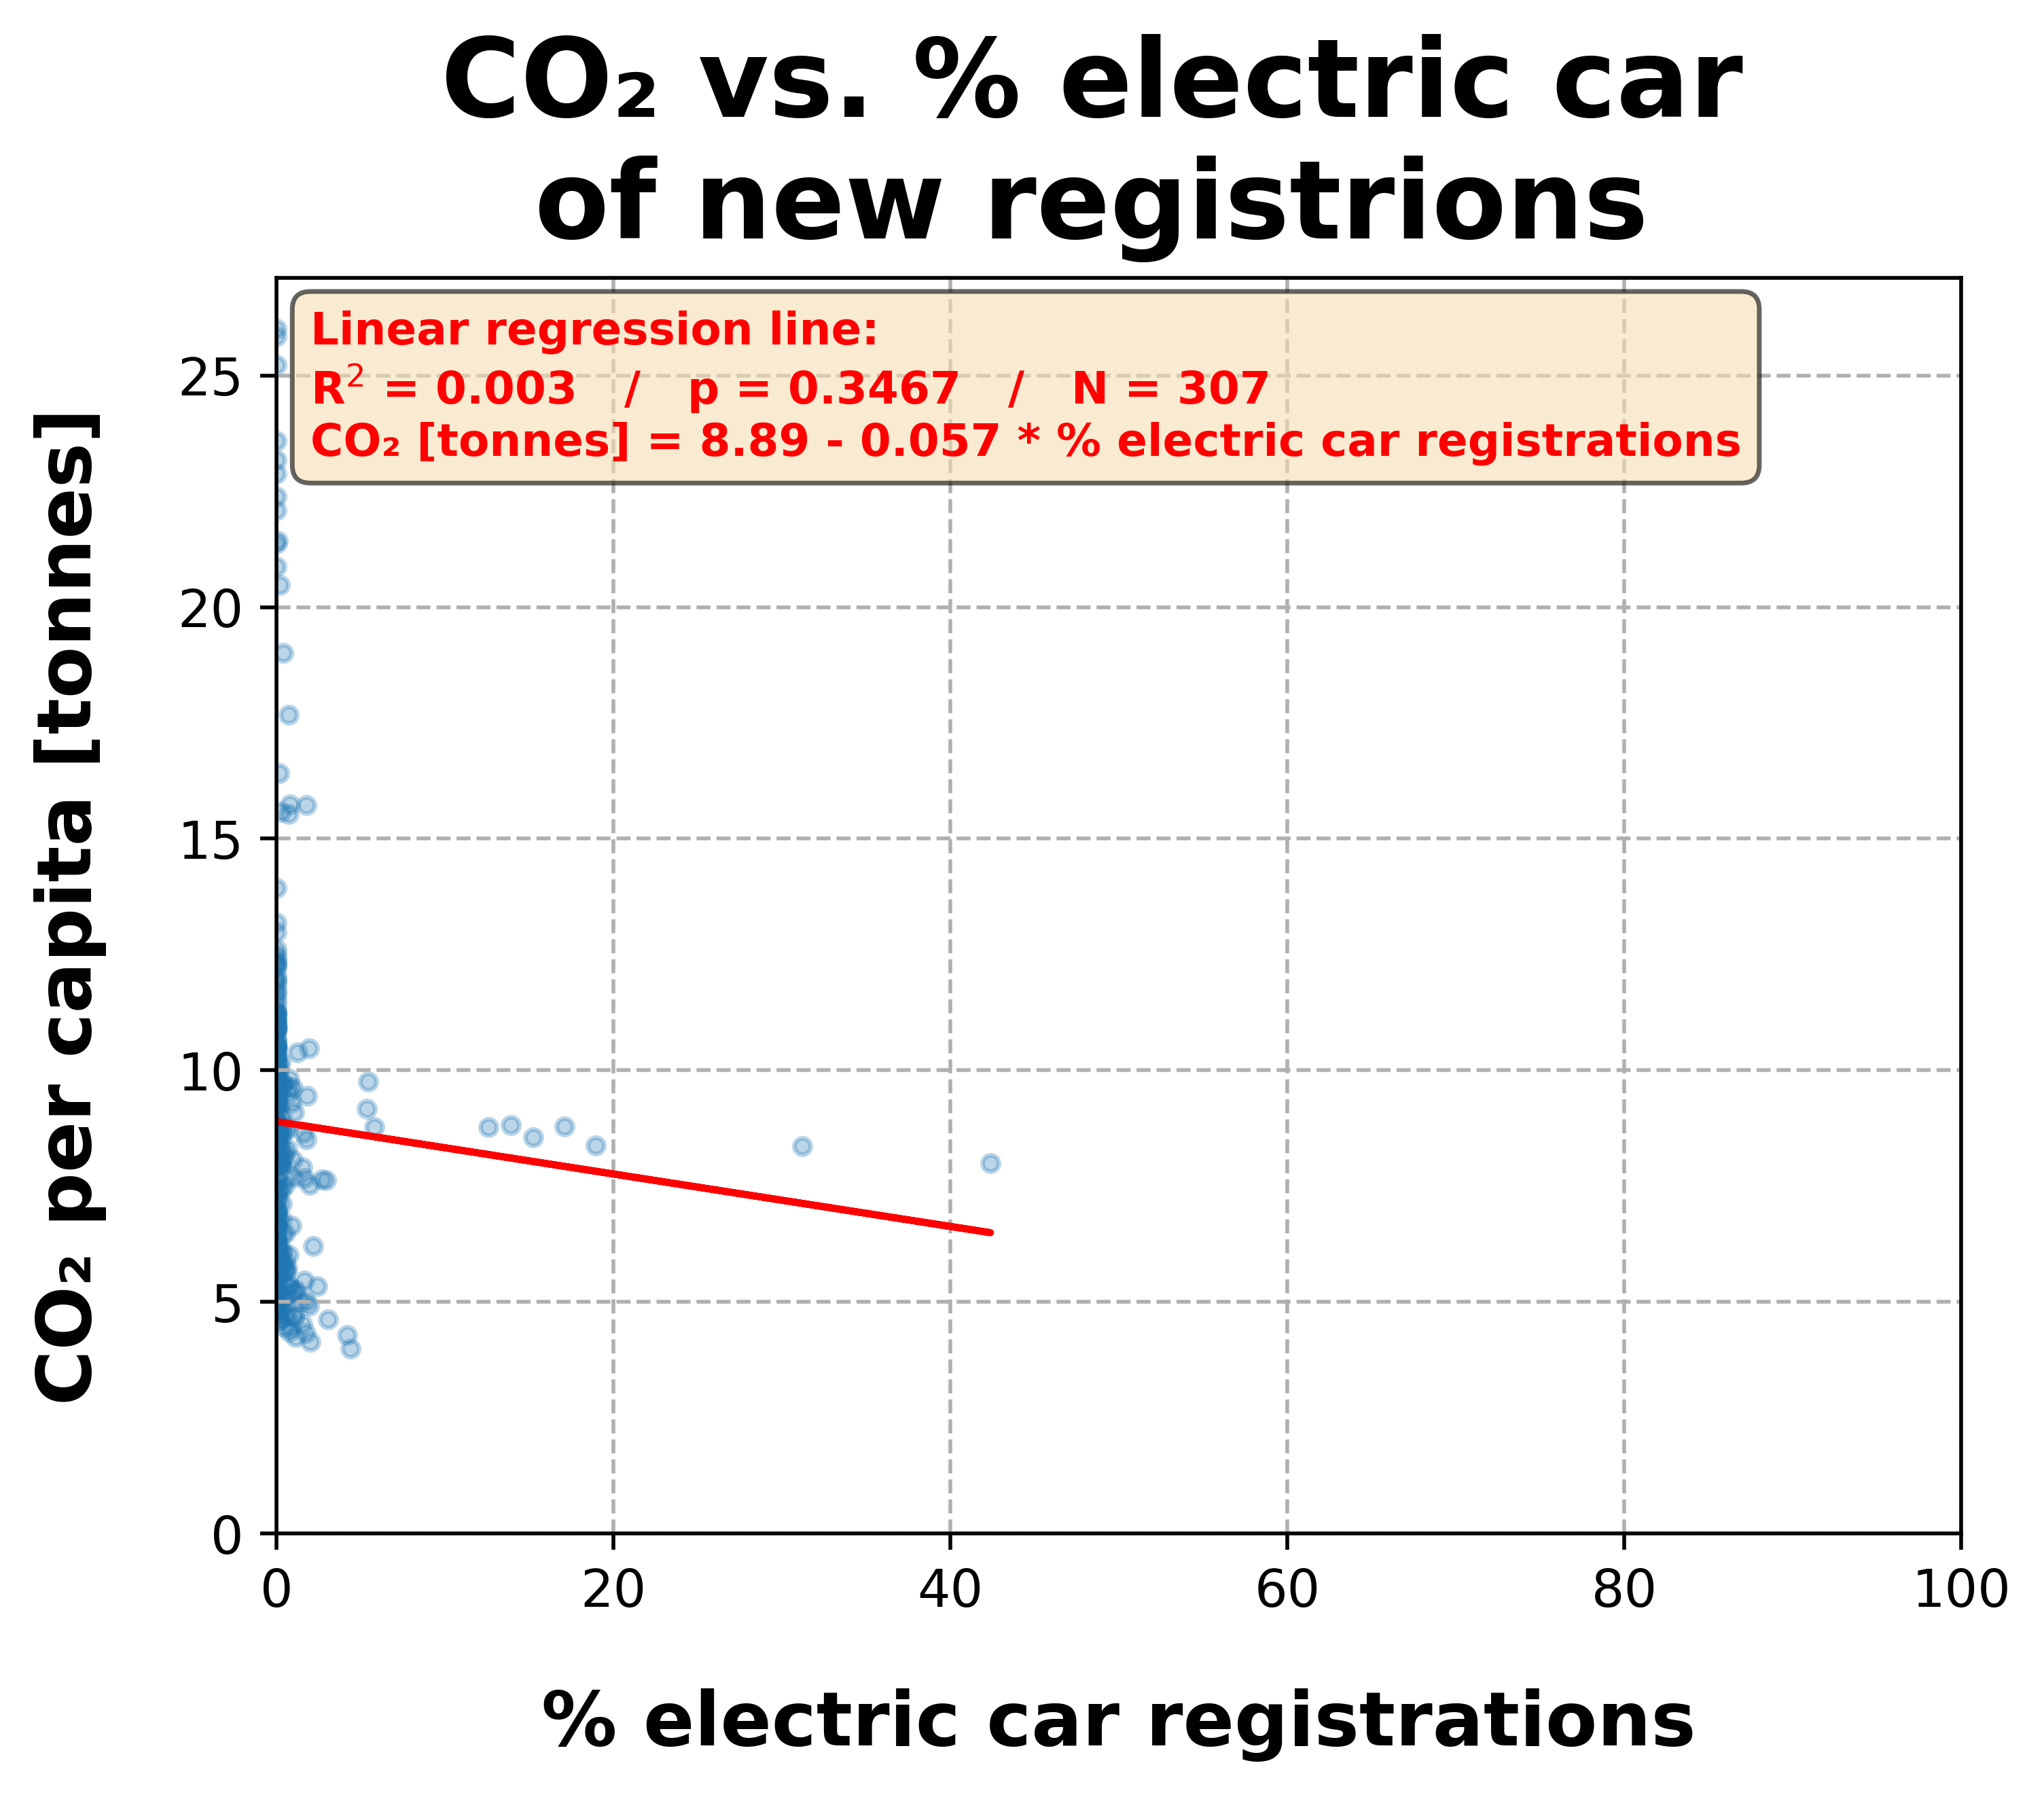 CO₂ vs. % electric car
of new registrions
Linear regression line:
R² = 0.003 / p = 0.3467 / N = 307
CO₂ [tonnes] = 8.89 - 0.057 * % electric car registrations
CO₂ per capita [tonnes]
25
20
15
10
5
0
0 20 40 60 80 100
% electric car registrations